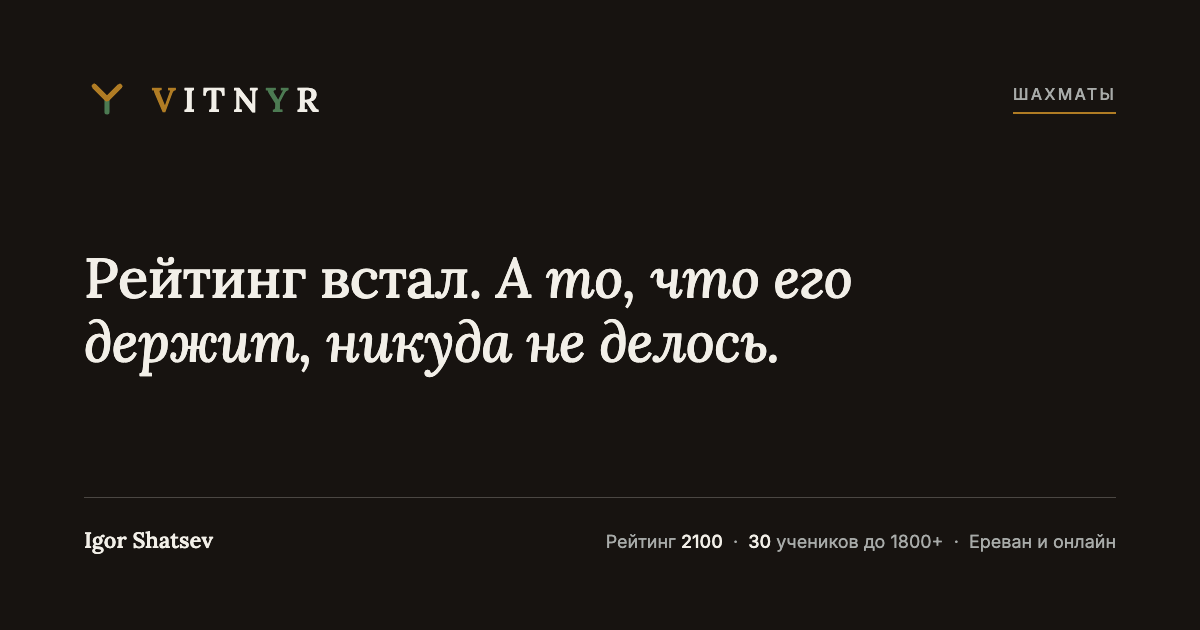 VITNYR
ШАХМАТЫ
Рейтинг встал. А то, что его
держит, никуда не делось.
Igor Shatsev
Рейтинг 2100 · 30 учеников до 1800+ · Ереван и онлайн